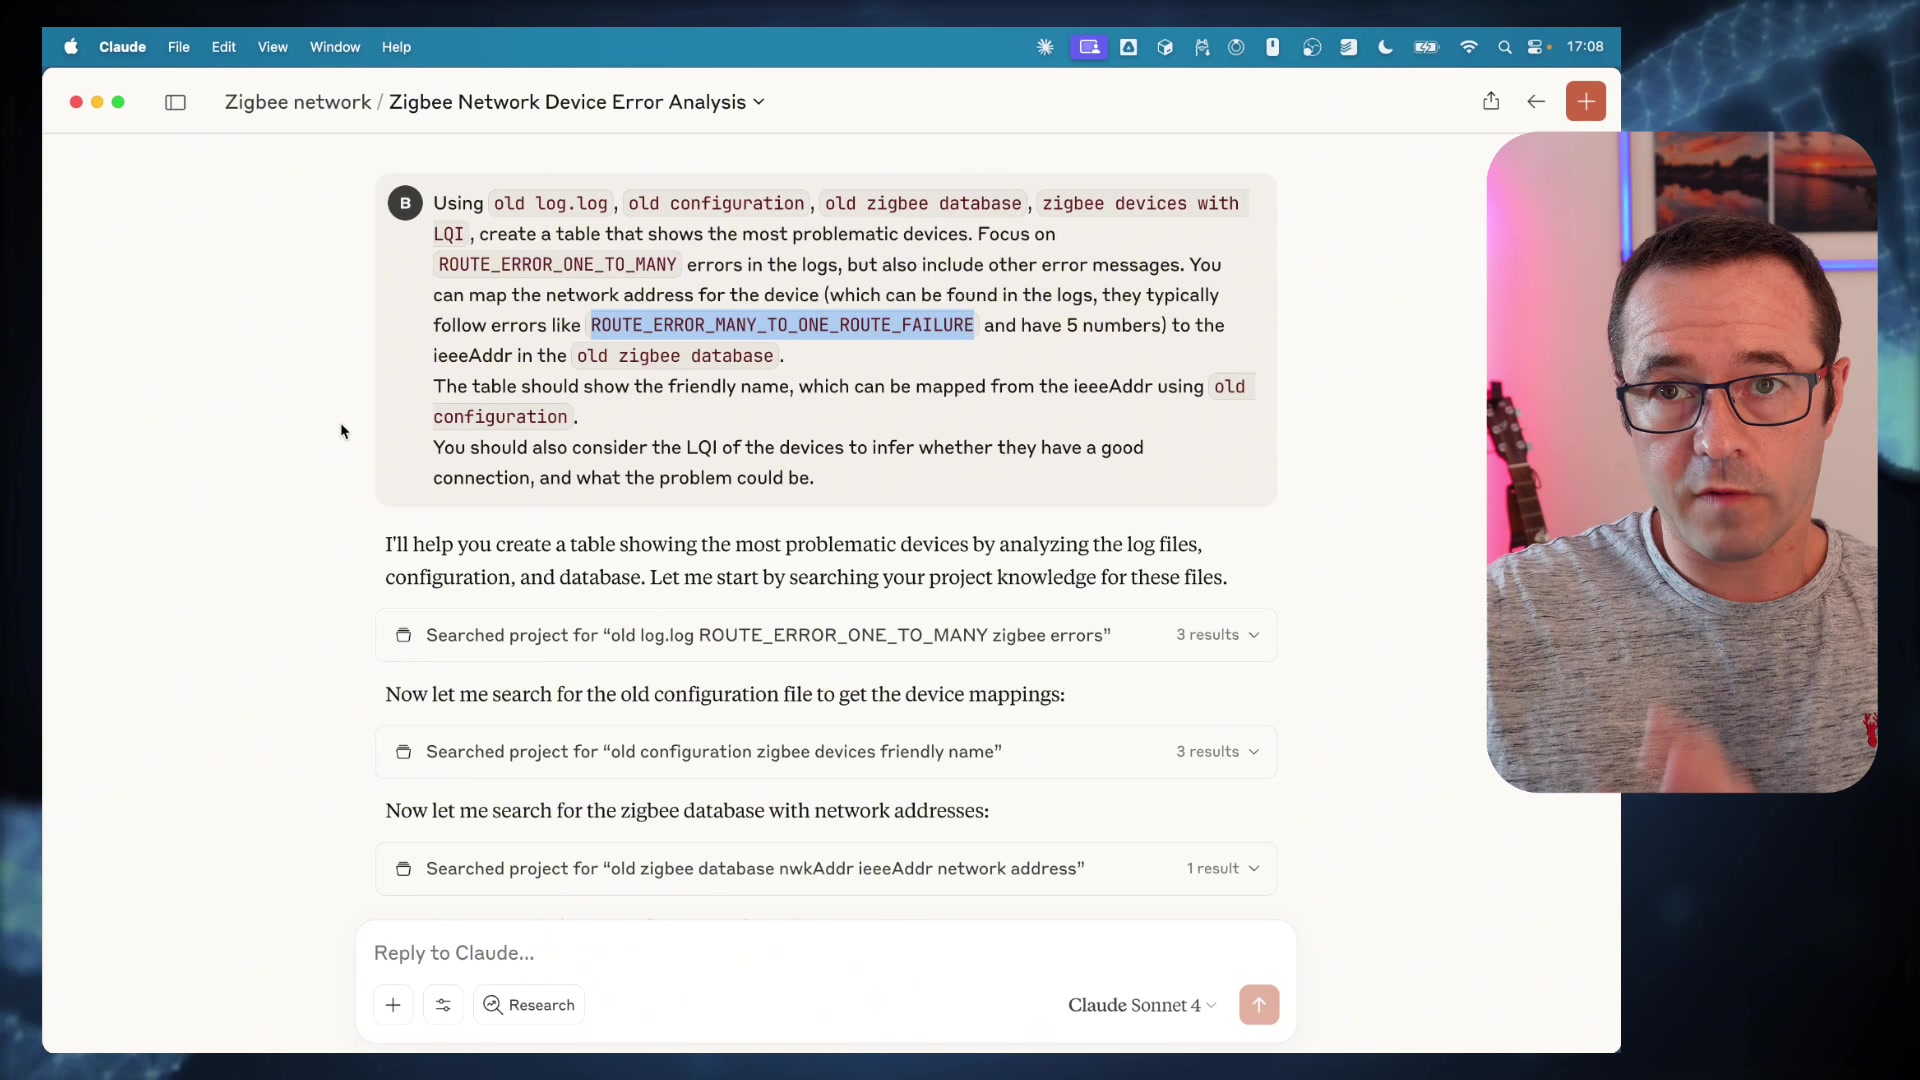 Claude File Edit View Window Help 17:08
Zigbee network / Zigbee Network Device Error Analysis
B
Using old log.log, old configuration, old zigbee database, zigbee devices with
LQI, create a table that shows the most problematic devices. Focus on
ROUTE_ERROR_ONE_TO_MANY errors in the logs, but also include other error messages. You
can map the network address for the device (which can be found in the logs, they typically
follow errors like ROUTE_ERROR_MANY_TO_ONE_ROUTE_FAILURE and have 5 numbers) to the
ieeeAddr in the old zigbee database.
The table should show the friendly name, which can be mapped from the ieeeAddr using old
configuration.
You should also consider the LQI of the devices to infer whether they have a good
connection, and what the problem could be.
I'll help you create a table showing the most problematic devices by analyzing the log files,
configuration, and database. Let me start by searching your project knowledge for these files.
Searched project for “old log.log ROUTE_ERROR_ONE_TO_MANY zigbee errors” 3 results
Now let me search for the old configuration file to get the device mappings:
Searched project for “old configuration zigbee devices friendly name” 3 results
Now let me search for the zigbee database with network addresses:
Searched project for “old zigbee database nwkAddr ieeeAddr network address” 1 result
Reply to Claude...
Research
Claude Sonnet 4